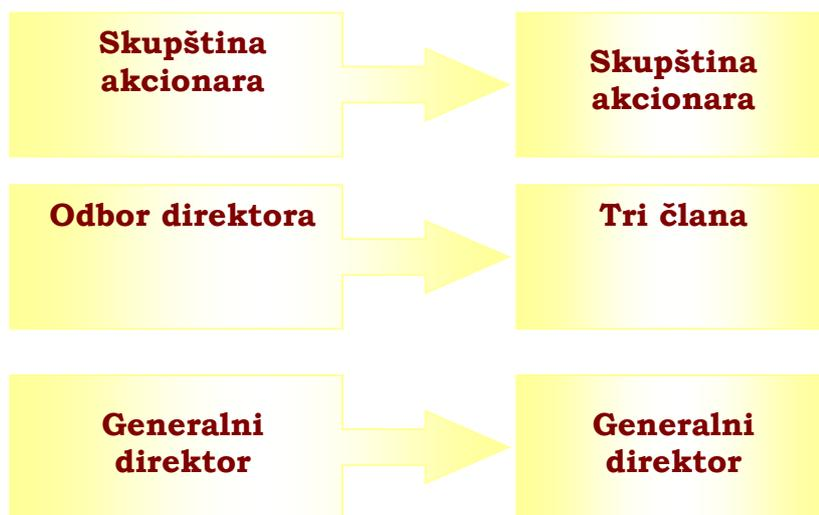 Skupština
akcionara
Skupština
akcionara
Odbor direktora
Tri člana
Generalni
direktor
Generalni
direktor